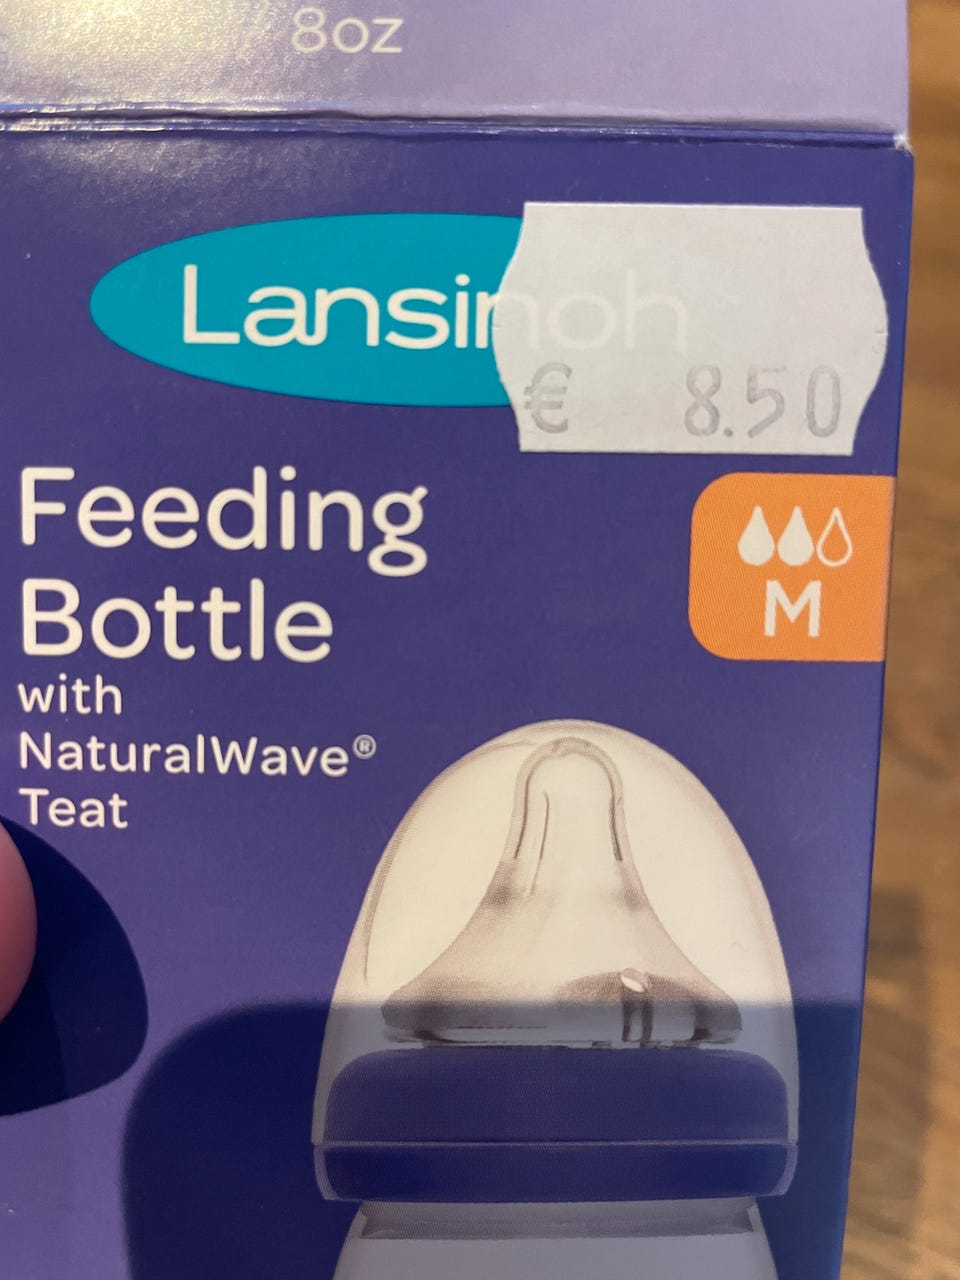 8oz
Lansinoh
€ 8.50
Feeding
Bottle
with
NaturalWave®
Teat
M